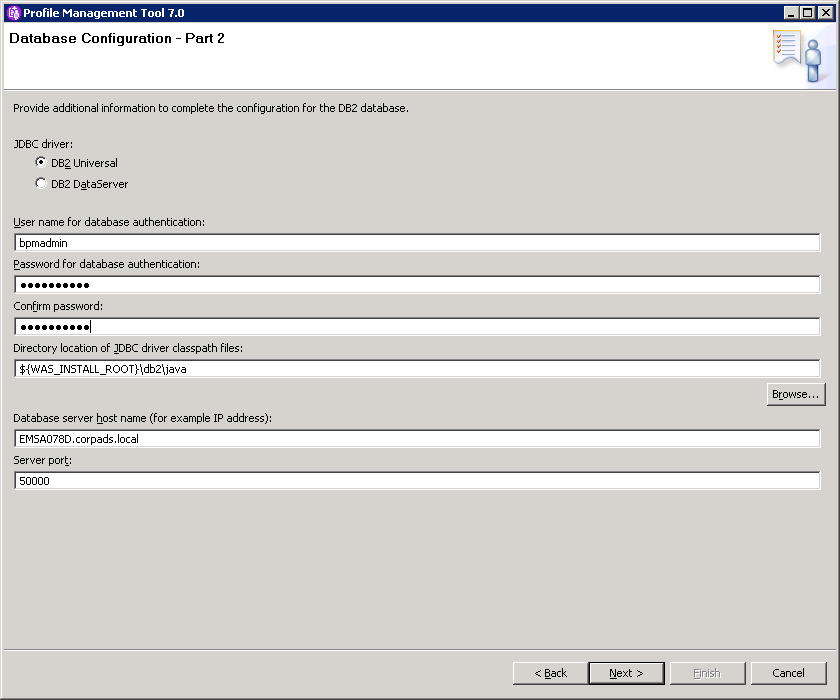 Profile Management Tool 7.0
Database Configuration - Part 2
Provide additional information to complete the configuration for the DB2 database.
JDBC driver:
DB2 Universal
DB2 DataServer
User name for database authentication:
bpmadmin
Password for database authentication:
●●●●●●●●●●
Confirm password:
●●●●●●●●●●
Directory location of JDBC driver classpath files:
${WAS_INSTALL_ROOT}\db2\java
Browse...
Database server host name (for example IP address):
EMSA078D.corpads.local
Server port:
50000
< Back Next > Finish Cancel